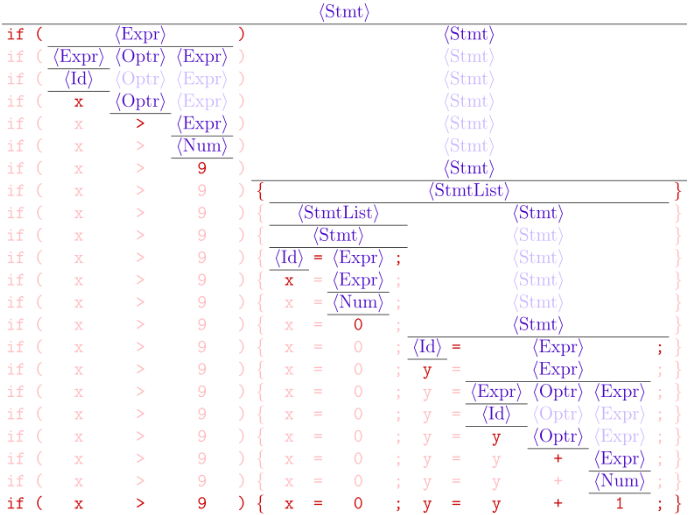 ⟨Stmt⟩
if ( ⟨Expr⟩ ) ⟨Stmt⟩
if ( ⟨Expr⟩ ⟨Optr⟩ ⟨Expr⟩ ) ⟨Stmt⟩
if ( ⟨Id⟩ ⟨Optr⟩ ⟨Expr⟩ ) ⟨Stmt⟩
if ( x ⟨Optr⟩ ⟨Expr⟩ ) ⟨Stmt⟩
if ( x > ⟨Expr⟩ ) ⟨Stmt⟩
if ( x > ⟨Num⟩ ) ⟨Stmt⟩
if ( x > 9 ) ⟨Stmt⟩
if ( x > 9 ) { ⟨StmtList⟩ }
if ( x > 9 ) { ⟨StmtList⟩ ⟨Stmt⟩ }
if ( x > 9 ) { ⟨Stmt⟩ ⟨Stmt⟩ }
if ( x > 9 ) { ⟨Id⟩ = ⟨Expr⟩ ; ⟨Stmt⟩ }
if ( x > 9 ) { x = ⟨Expr⟩ ; ⟨Stmt⟩ }
if ( x > 9 ) { x = ⟨Num⟩ ; ⟨Stmt⟩ }
if ( x > 9 ) { x = 0 ; ⟨Stmt⟩ }
if ( x > 9 ) { x = 0 ; ⟨Id⟩ = ⟨Expr⟩ ; }
if ( x > 9 ) { x = 0 ; y = ⟨Expr⟩ ; }
if ( x > 9 ) { x = 0 ; y = ⟨Expr⟩ ⟨Optr⟩ ⟨Expr⟩ ; }
if ( x > 9 ) { x = 0 ; y = ⟨Id⟩ ⟨Optr⟩ ⟨Expr⟩ ; }
if ( x > 9 ) { x = 0 ; y = y ⟨Optr⟩ ⟨Expr⟩ ; }
if ( x > 9 ) { x = 0 ; y = y + ⟨Expr⟩ ; }
if ( x > 9 ) { x = 0 ; y = y + ⟨Num⟩ ; }
if ( x > 9 ) { x = 0 ; y = y + 1 ; }